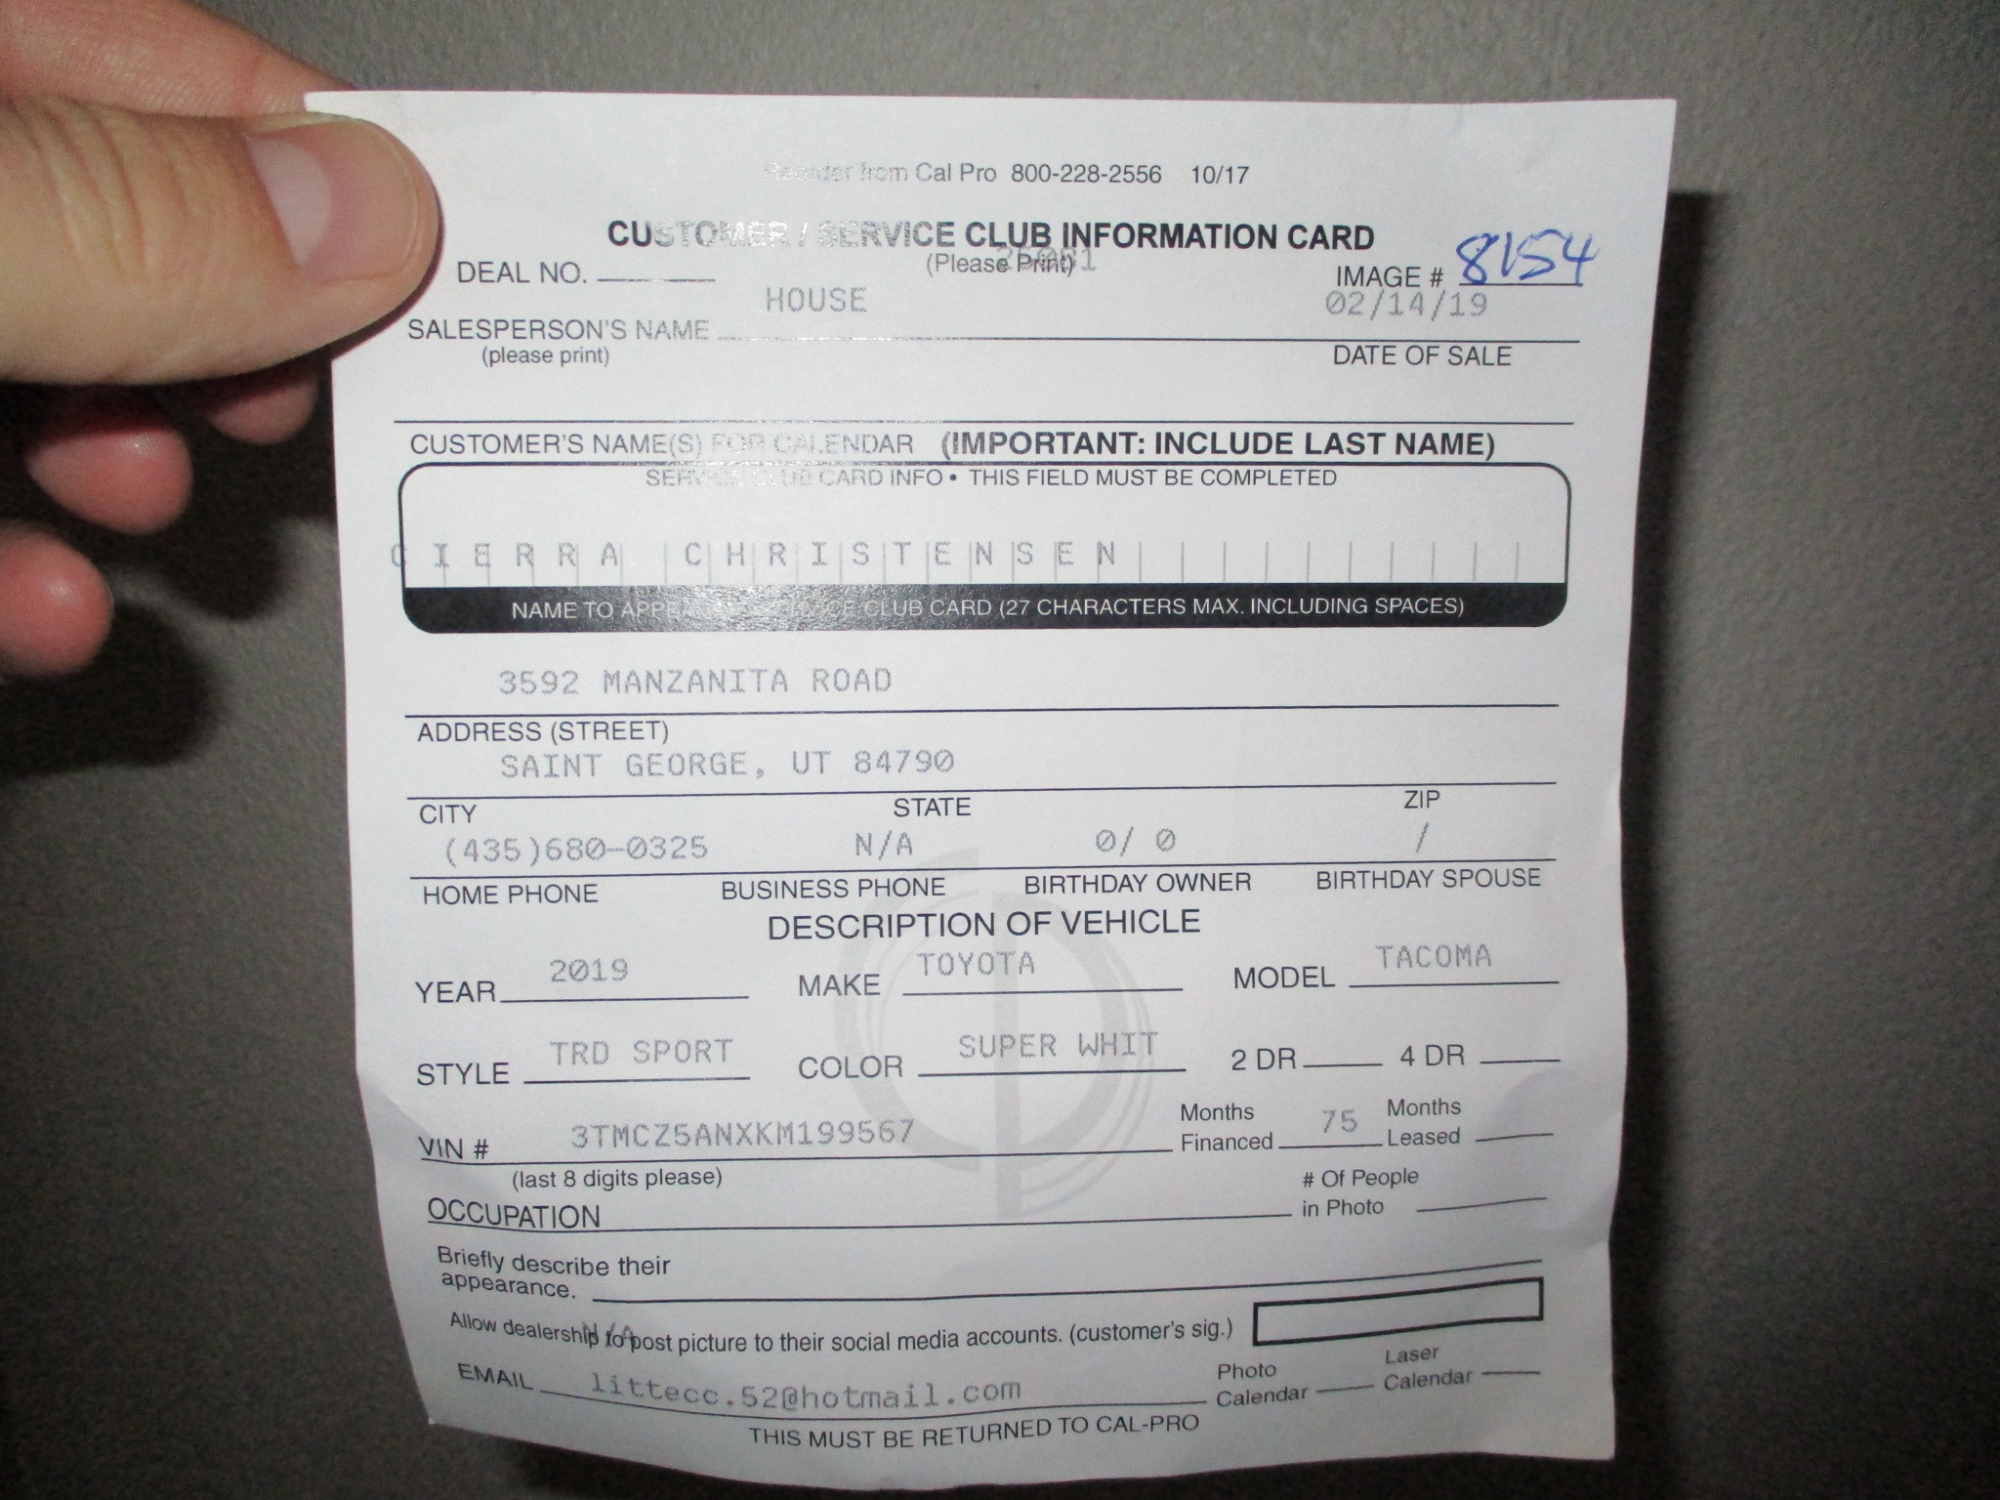 Reorder from Cal Pro 800-228-2556 10/17
CUSTOMER / SERVICE CLUB INFORMATION CARD
(Please Print)
DEAL NO. IMAGE # 8154
HOUSE 02/14/19
SALESPERSON'S NAME
(please print) DATE OF SALE
CUSTOMER'S NAME(S) FOR CALENDAR (IMPORTANT: INCLUDE LAST NAME)
SERVICE CLUB CARD INFO • THIS FIELD MUST BE COMPLETED
CIERRA CHRISTENSEN
NAME TO APPEAR ON SERVICE CLUB CARD (27 CHARACTERS MAX. INCLUDING SPACES)
3592 MANZANITA ROAD
ADDRESS (STREET)
SAINT GEORGE, UT 84790
CITY STATE ZIP
(435)680-0325 N/A 0/ 0 /
HOME PHONE BUSINESS PHONE BIRTHDAY OWNER BIRTHDAY SPOUSE
DESCRIPTION OF VEHICLE
YEAR 2019 MAKE TOYOTA MODEL TACOMA
STYLE TRD SPORT COLOR SUPER WHIT 2 DR 4 DR
VIN # 3TMCZ5ANXKM199567 Months Financed 75 Months Leased
(last 8 digits please)
OCCUPATION # Of People in Photo
Briefly describe their
appearance.
N/A
Allow dealership to post picture to their social media accounts. (customer's sig.)
EMAIL littecc.52@hotmail.com Photo Calendar Laser Calendar
THIS MUST BE RETURNED TO CAL-PRO